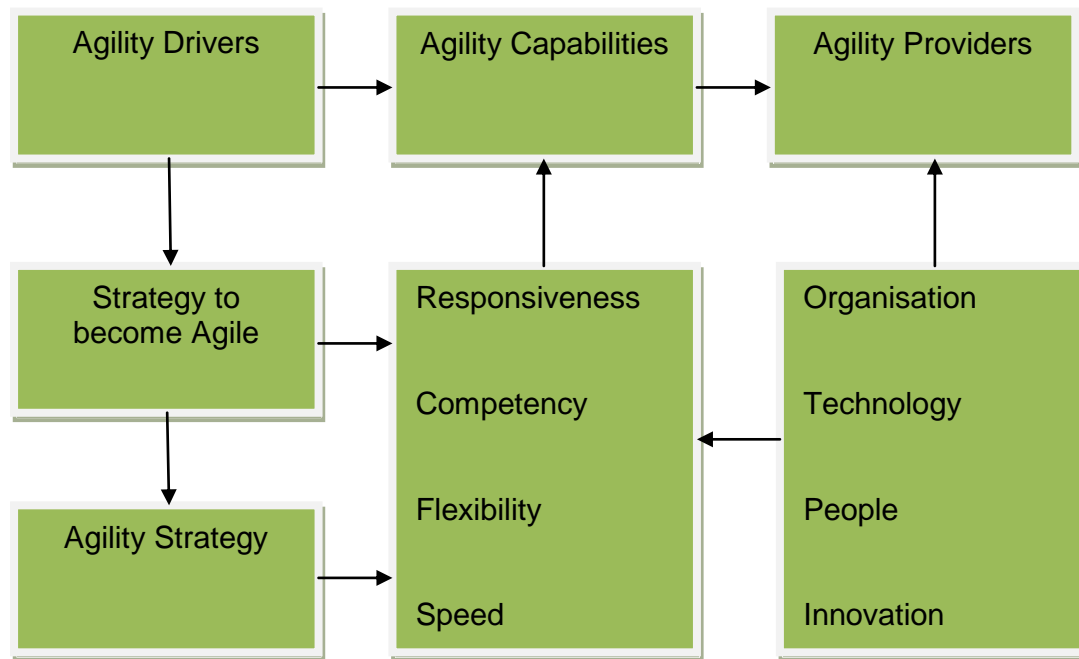 Agility Drivers
Agility Capabilities
Agility Providers
Strategy to
become Agile
Responsiveness
Competency
Flexibility
Speed
Organisation
Technology
People
Innovation
Agility Strategy